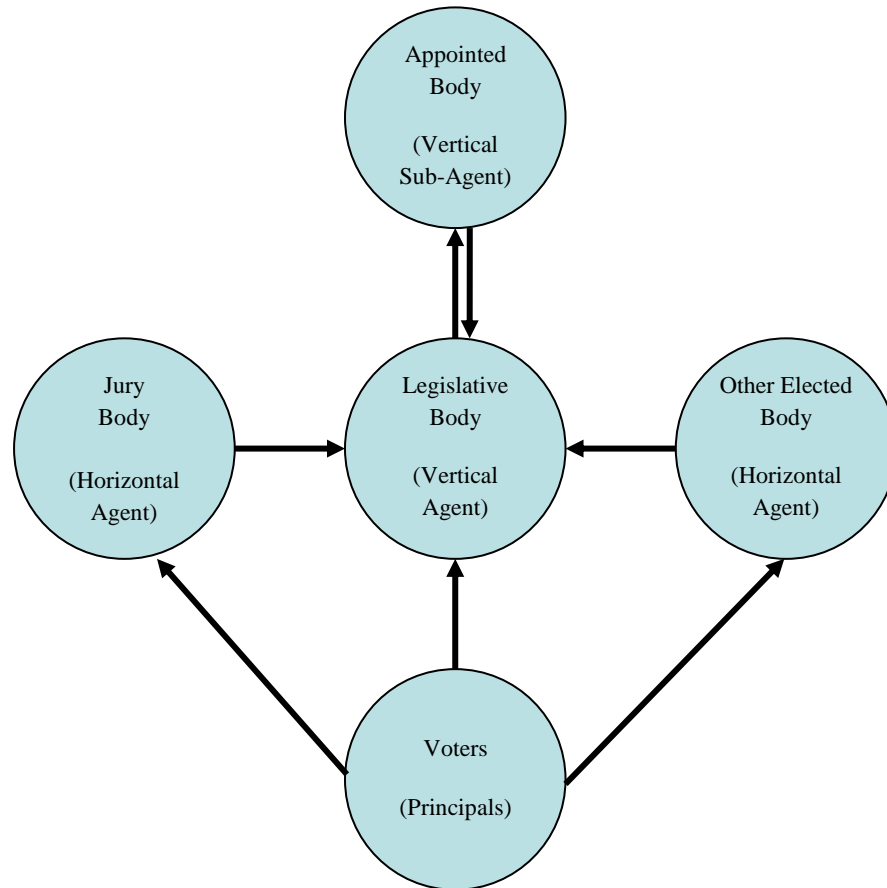 Appointed
Body
(Vertical
Sub-Agent)
Jury
Body
(Horizontal
Agent)
Legislative
Body
(Vertical
Agent)
Other Elected
Body
(Horizontal
Agent)
Voters
(Principals)